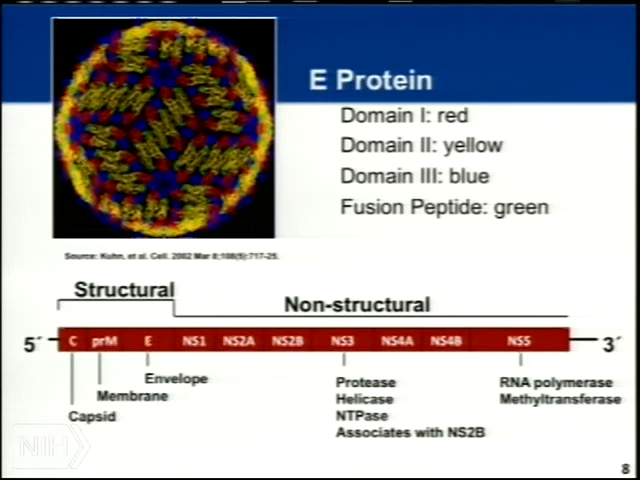 E Protein
Domain I: red
Domain II: yellow
Domain III: blue
Fusion Peptide: green
Source: Kuhn, et al. Cell. 2002 Mar 8;108(5):717-25.
Structural
Non-structural
5´ C prM E NS1 NS2A NS2B NS3 NS4A NS4B NS5 3´
Envelope
Membrane
Capsid
Protease
Helicase
NTPase
Associates with NS2B
RNA polymerase
Methyltransferase
NIH
8